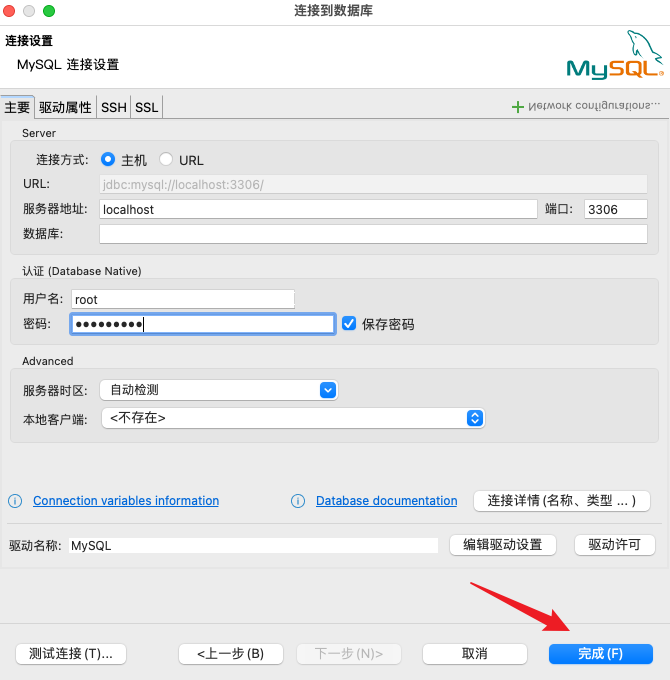 连接到数据库
连接设置
MySQL 连接设置
MySQL®
主要 驱动属性 SSH SSL Network configurations...
Server
连接方式: 主机 URL
URL: jdbc:mysql://localhost:3306/
服务器地址: localhost 端口: 3306
数据库:
认证 (Database Native)
用户名: root
密码: ••••••••• 保存密码
Advanced
服务器时区: 自动检测
本地客户端: <不存在>
Connection variables information Database documentation 连接详情(名称、类型 ... )
驱动名称: MySQL 编辑驱动设置 驱动许可
测试连接(T)... <上一步(B) 下一步(N)> 取消 完成(F)